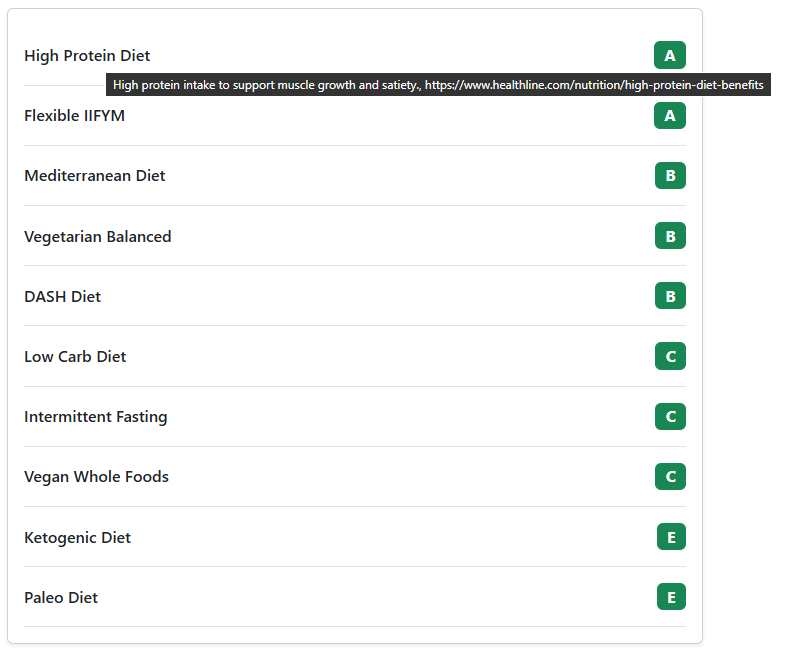 High Protein Diet A
High protein intake to support muscle growth and satiety., https://www.healthline.com/nutrition/high-protein-diet-benefits
Flexible IIFYM A
Mediterranean Diet B
Vegetarian Balanced B
DASH Diet B
Low Carb Diet C
Intermittent Fasting C
Vegan Whole Foods C
Ketogenic Diet E
Paleo Diet E